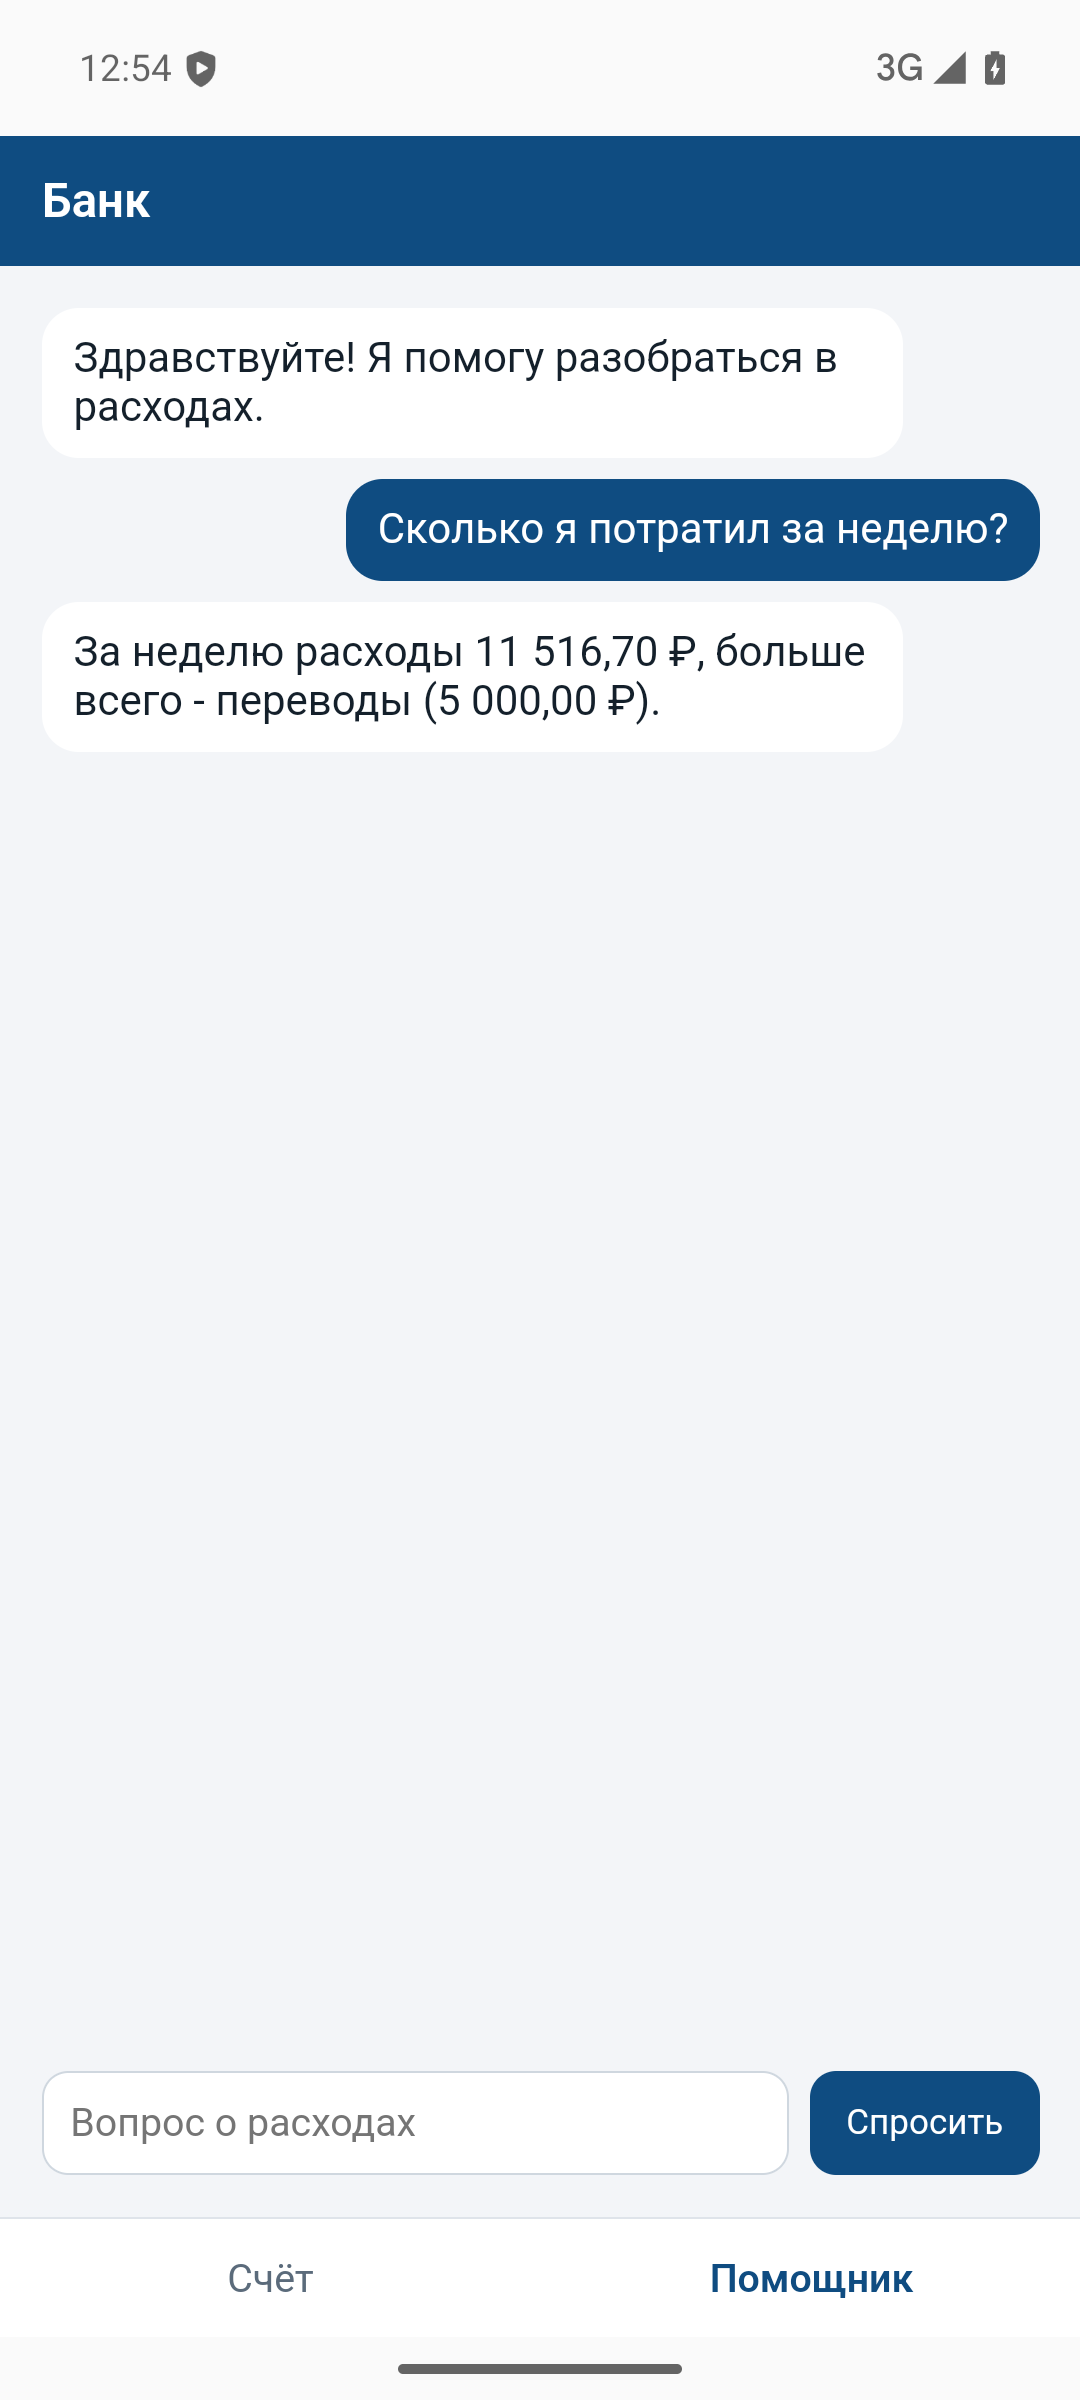 12:54
3G
Банк
Здравствуйте! Я помогу разобраться в
расходах.
Сколько я потратил за неделю?
За неделю расходы 11 516,70 ₽, больше
всего - переводы (5 000,00 ₽).
Вопрос о расходах
Спросить
Счёт
Помощник